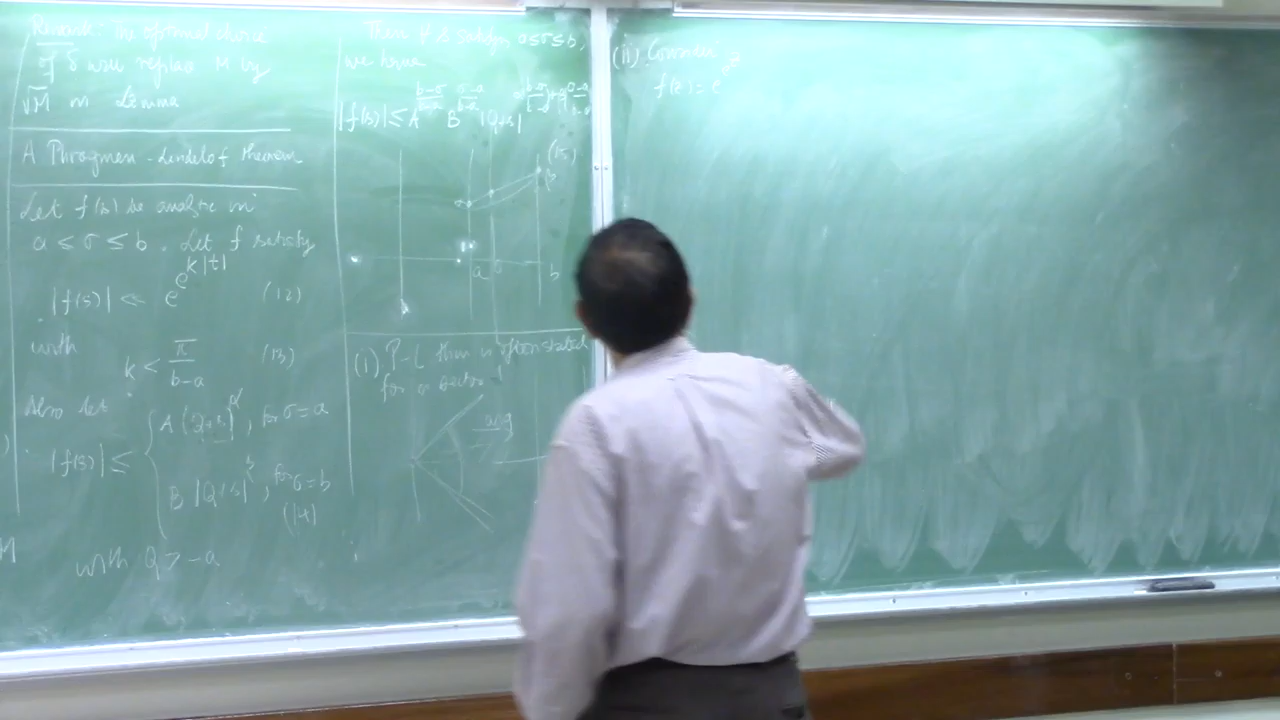 Remark: The optimal choice
of δ will replace M by
√M in Lemma
A Phragmen-Lindelof theorem
Let f(s) be analytic in
a ≤ σ ≤ b. Let f satisfy
|f(s)| ≪ e^{e^{k|t|}} (12)
with
k < π/(b-a) (13)
Also let
|f(s)| ≤ { A |Q+s|^α, for σ=a
B |Q+s|^β, for σ=b
(14)
with Q > -a
M
Then if s satisfies a≤σ≤b,
we have
|f(s)| ≤ A^{(b-σ)/(b-a)} B^{(σ-a)/(b-a)} |Q+s|
(15)
α
β
a
σ
b
(i) P-L thm is often stated
for a sector
arg
(ii) Consider
f(z) = e^{e^z}